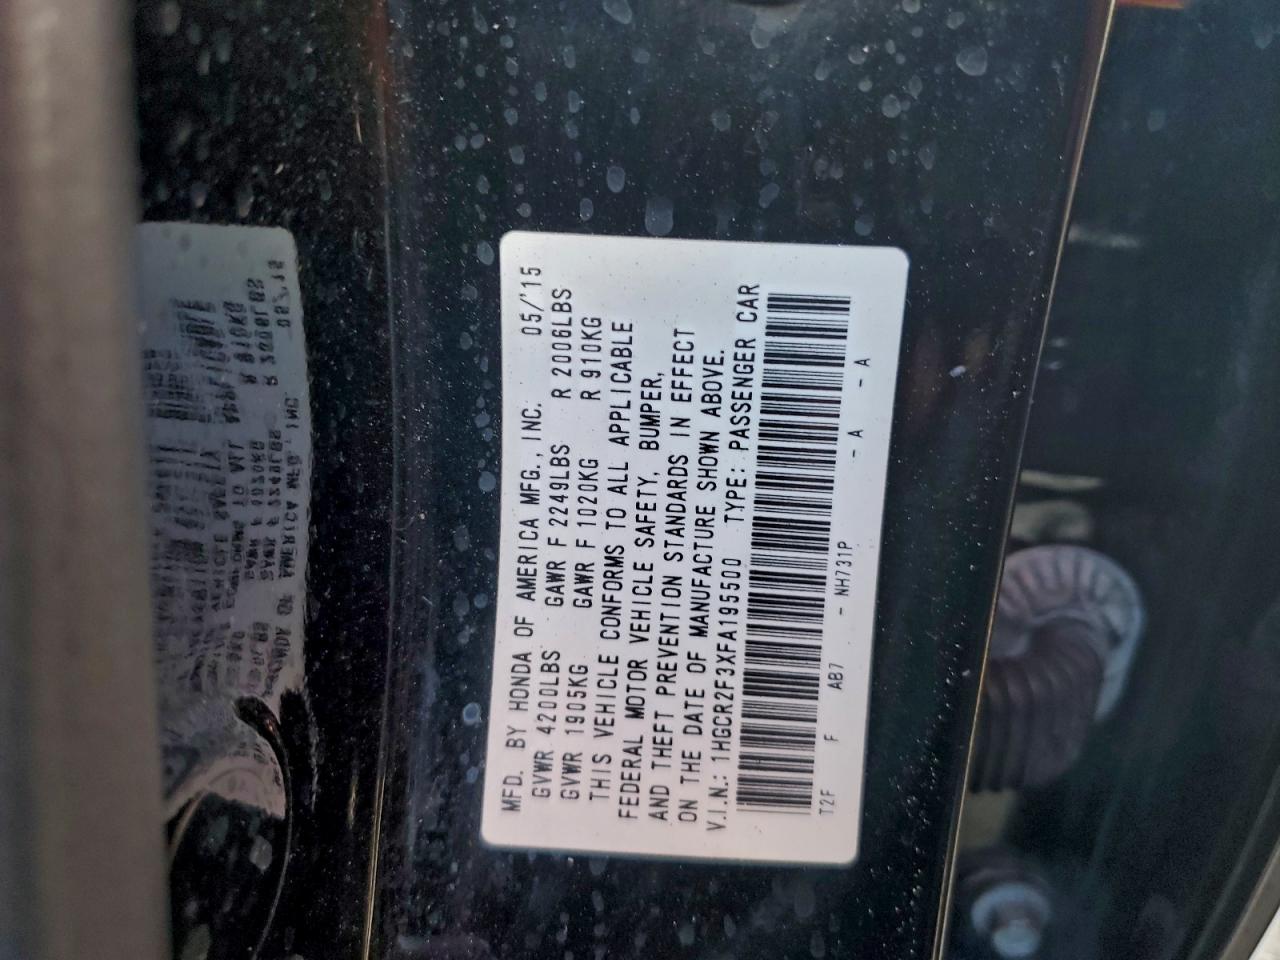 MFD. BY HONDA OF AMERICA MFG., INC. 05/'15
GVWR 4200LBS GAWR F 2249LBS R 2006LBS
GVWR 1905KG GAWR F 1020KG R 910KG
THIS VEHICLE CONFORMS TO ALL APPLICABLE
FEDERAL MOTOR VEHICLE SAFETY, BUMPER,
AND THEFT PREVENTION STANDARDS IN EFFECT
ON THE DATE OF MANUFACTURE SHOWN ABOVE.
V.I.N.: 1HGCR2F3XFA195500 TYPE: PASSENGER CAR
T2F F AB7 - NH731P - A - A